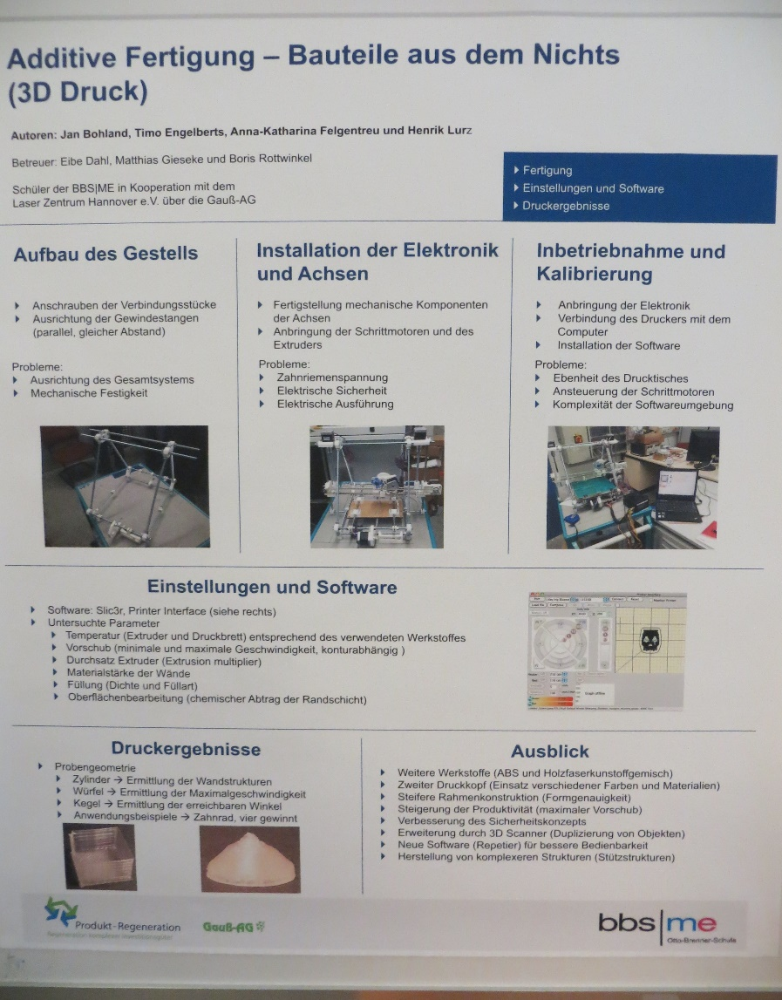 Additive Fertigung – Bauteile aus dem Nichts
(3D Druck)
Autoren: Jan Bohland, Timo Engelberts, Anna-Katharina Felgentreu und Henrik Lurz
Betreuer: Eibe Dahl, Matthias Gieseke und Boris Rottwinkel
Schüler der BBS|ME in Kooperation mit dem
Laser Zentrum Hannover e.V. über die Gauß-AG
Fertigung
Einstellungen und Software
Druckergebnisse
Aufbau des Gestells
Anschrauben der Verbindungsstücke
Ausrichtung der Gewindestangen
(parallel, gleicher Abstand)
Probleme:
Ausrichtung des Gesamtsystems
Mechanische Festigkeit
Installation der Elektronik
und Achsen
Fertigstellung mechanische Komponenten
der Achsen
Anbringung der Schrittmotoren und des
Extruders
Probleme:
Zahnriemenspannung
Elektrische Sicherheit
Elektrische Ausführung
Inbetriebnahme und
Kalibrierung
Anbringung der Elektronik
Verbindung des Druckers mit dem
Computer
Installation der Software
Probleme:
Ebenheit des Drucktisches
Ansteuerung der Schrittmotoren
Komplexität der Softwareumgebung
Einstellungen und Software
Software: Slic3r, Printer Interface (siehe rechts)
Untersuchte Parameter
Temperatur (Extruder und Druckbrett) entsprechend des verwendeten Werkstoffes
Vorschub (minimale und maximale Geschwindigkeit, konturabhängig )
Durchsatz Extruder (Extrusion multiplier)
Materialstärke der Wände
Füllung (Dichte und Füllart)
Oberflächenbearbeitung (chemischer Abtrag der Randschicht)
Druckergebnisse
Probengeometrie
Zylinder → Ermittlung der Wandstrukturen
Würfel → Ermittlung der Maximalgeschwindigkeit
Kegel → Ermittlung der erreichbaren Winkel
Anwendungsbeispiele → Zahnrad, vier gewinnt
Ausblick
Weitere Werkstoffe (ABS und Holzfaserkunstoffgemisch)
Zweiter Druckkopf (Einsatz verschiedener Farben und Materialien)
Steifere Rahmenkonstruktion (Formgenauigkeit)
Steigerung der Produktivität (maximaler Vorschub)
Verbesserung des Sicherheitskonzepts
Erweiterung durch 3D Scanner (Duplizierung von Objekten)
Neue Software (Repetier) für bessere Bedienbarkeit
Herstellung von komplexeren Strukturen (Stützstrukturen)
Produkt-Regeneration
Regeneration komplexer Investitionsgüter
Gauß-AG
bbs|me
Otto-Brenner-Schule